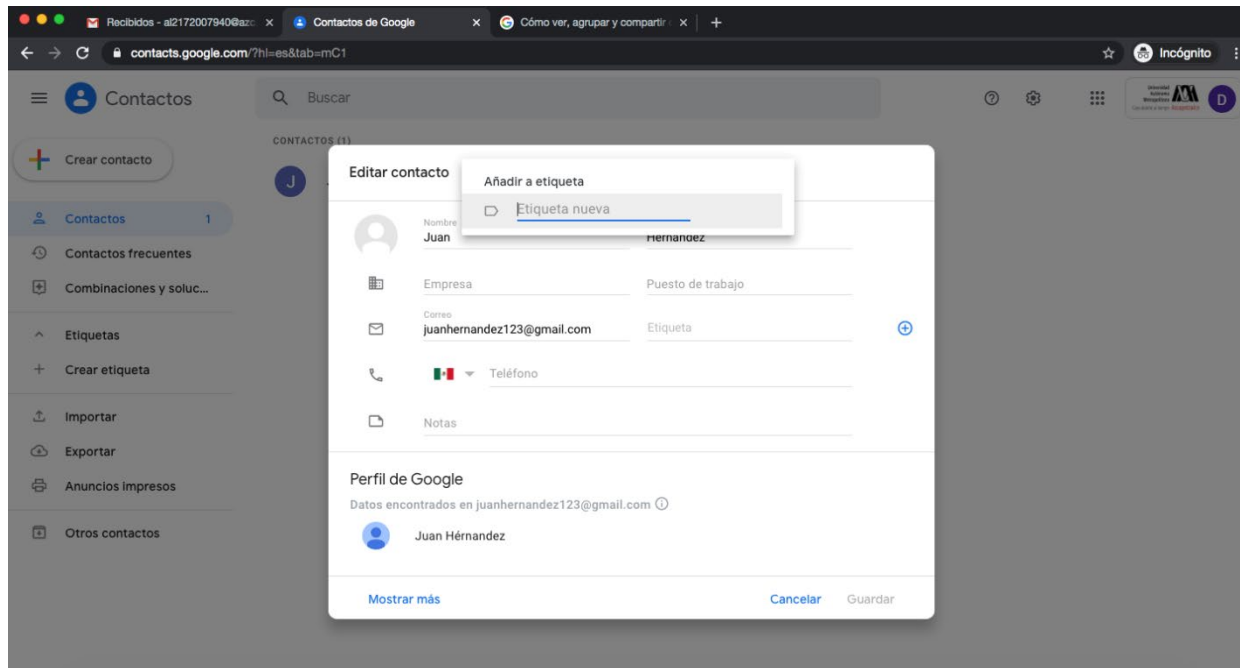 Recibidos - al2172007940@azc
Contactos de Google
Cómo ver, agrupar y compartir
contacts.google.com/?hl=es&tab=mC1
Incógnito
Contactos
Buscar
D
Crear contacto
CONTACTOS (1)
J
Contactos 1
Contactos frecuentes
Combinaciones y soluc...
Etiquetas
Crear etiqueta
Importar
Exportar
Anuncios impresos
Otros contactos
Editar contacto
Añadir a etiqueta
Etiqueta nueva
Nombre
Juan Hernandez
Empresa Puesto de trabajo
Correo
juanhernandez123@gmail.com Etiqueta
Teléfono
Notas
Perfil de Google
Datos encontrados en juanhernandez123@gmail.com
Juan Hérnandez
Mostrar más Cancelar Guardar